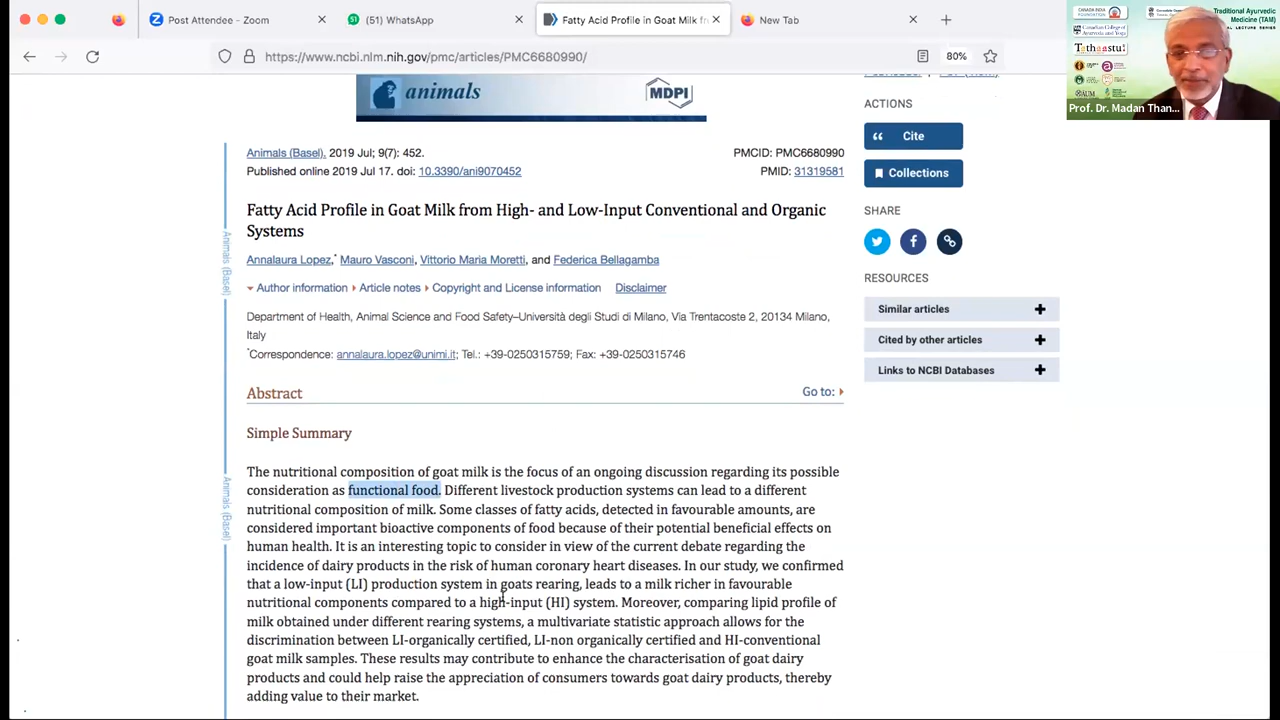 Post Attendee - Zoom
(51) WhatsApp
Fatty Acid Profile in Goat Milk fr
New Tab
https://www.ncbi.nlm.nih.gov/pmc/articles/PMC6680990/
80%
Traditional Ayurvedic
Medicine (TAM)
Prof. Dr. Madan Than...
animals
MDPI
Animals (Basel). 2019 Jul; 9(7): 452.
PMCID: PMC6680990
Published online 2019 Jul 17. doi: 10.3390/ani9070452
PMID: 31319581
Fatty Acid Profile in Goat Milk from High- and Low-Input Conventional and Organic
Systems
Annalaura Lopez,* Mauro Vasconi, Vittorio Maria Moretti, and Federica Bellagamba
Author information Article notes Copyright and License information Disclaimer
Department of Health, Animal Science and Food Safety–Università degli Studi di Milano, Via Trentacoste 2, 20134 Milano,
Italy
*Correspondence: annalaura.lopez@unimi.it; Tel.: +39-0250315759; Fax: +39-0250315746
Abstract
Go to:
Simple Summary
The nutritional composition of goat milk is the focus of an ongoing discussion regarding its possible
consideration as functional food. Different livestock production systems can lead to a different
nutritional composition of milk. Some classes of fatty acids, detected in favourable amounts, are
considered important bioactive components of food because of their potential beneficial effects on
human health. It is an interesting topic to consider in view of the current debate regarding the
incidence of dairy products in the risk of human coronary heart diseases. In our study, we confirmed
that a low-input (LI) production system in goats rearing, leads to a milk richer in favourable
nutritional components compared to a high-input (HI) system. Moreover, comparing lipid profile of
milk obtained under different rearing systems, a multivariate statistic approach allows for the
discrimination between LI-organically certified, LI-non organically certified and HI-conventional
goat milk samples. These results may contribute to enhance the characterisation of goat dairy
products and could help raise the appreciation of consumers towards goat dairy products, thereby
adding value to their market.
Animals (Basel)
Animals (Basel)
ACTIONS
Cite
Collections
SHARE
RESOURCES
Similar articles
Cited by other articles
Links to NCBI Databases